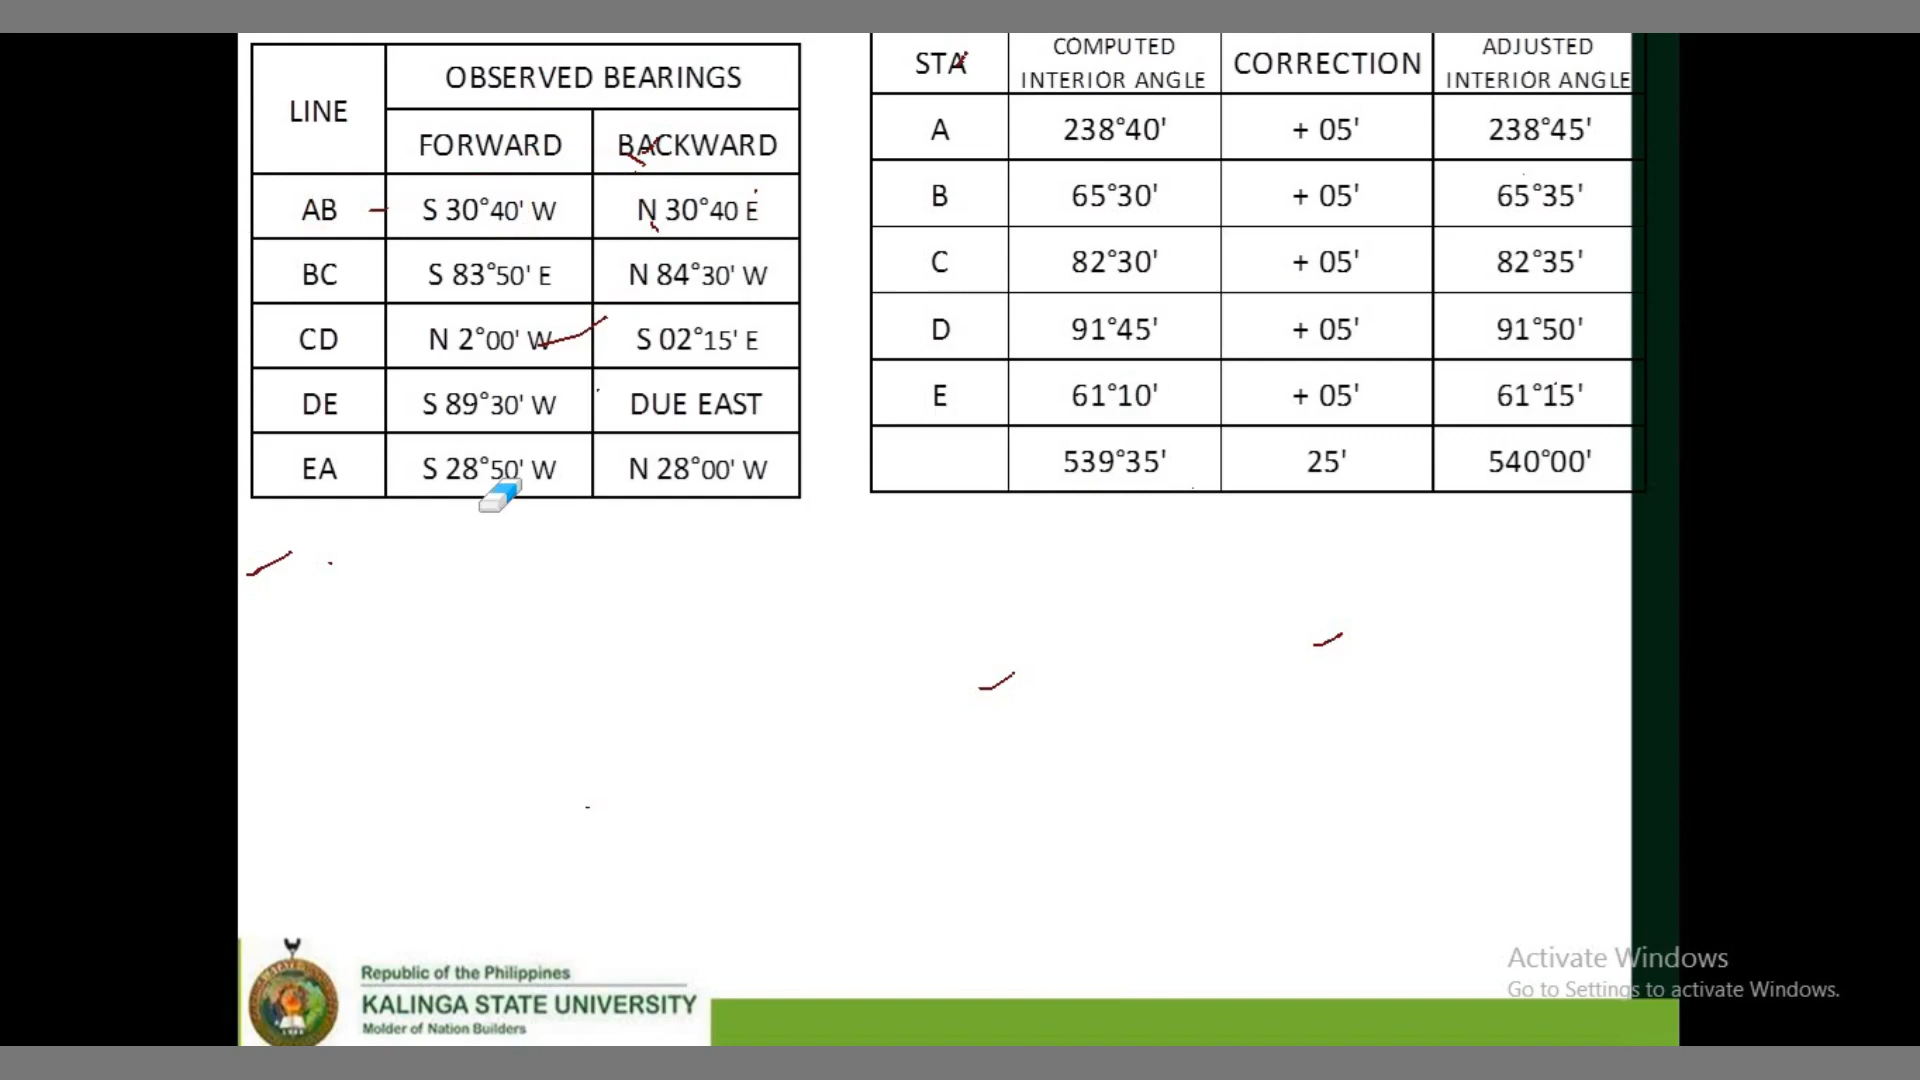 LINE OBSERVED BEARINGS
FORWARD BACKWARD
AB S 30°40' W N 30°40 E
BC S 83°50' E N 84°30' W
CD N 2°00' W S 02°15' E
DE S 89°30' W DUE EAST
EA S 28°50' W N 28°00' W
STA COMPUTED INTERIOR ANGLE CORRECTION ADJUSTED INTERIOR ANGLE
A 238°40' + 05' 238°45'
B 65°30' + 05' 65°35'
C 82°30' + 05' 82°35'
D 91°45' + 05' 91°50'
E 61°10' + 05' 61°15'
539°35' 25' 540°00'
Republic of the Philippines
KALINGA STATE UNIVERSITY
Molder of Nation Builders
Activate Windows
Go to Settings to activate Windows.